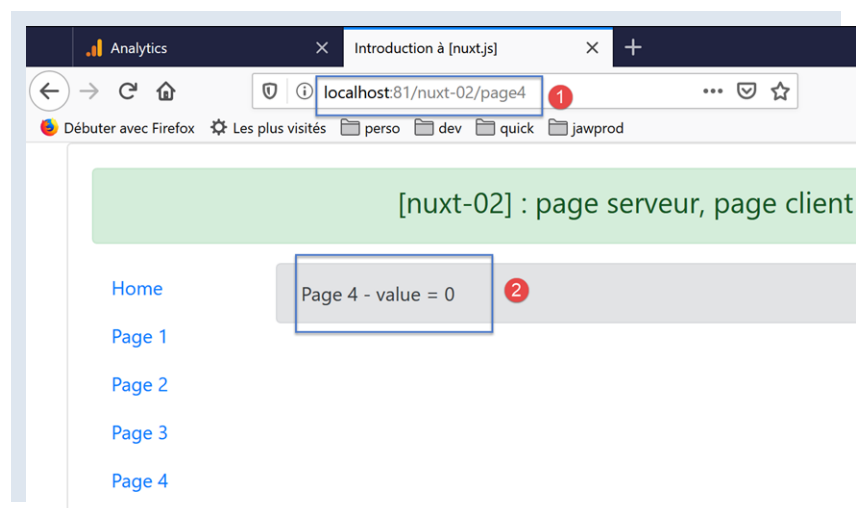 Analytics
Introduction à [nuxt.js]
localhost:81/nuxt-02/page4
1
Débuter avec Firefox Les plus visités perso dev quick jawprod
[nuxt-02] : page serveur, page client
Home
Page 4 - value = 0
2
Page 1
Page 2
Page 3
Page 4